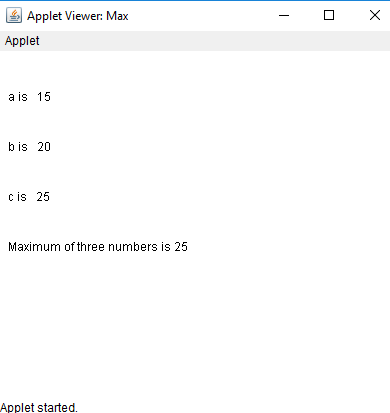 Applet Viewer: Max
Applet
a is 15
b is 20
c is 25
Maximum of three numbers is 25
Applet started.